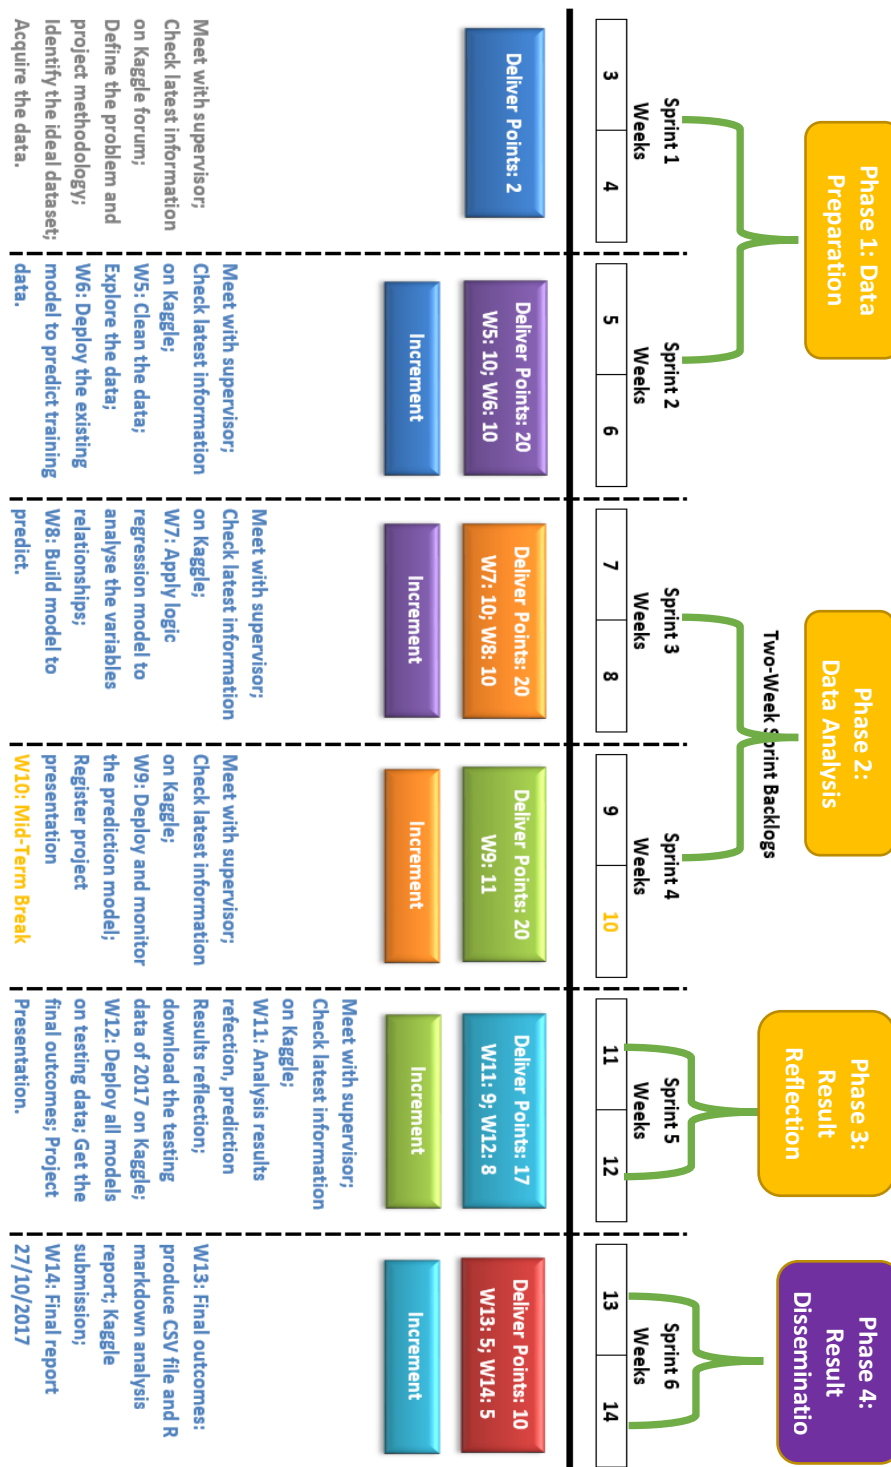 Phase 1: Data
Preparation
Phase 2:
Data Analysis
Phase 3:
Result
Reflection
Phase 4:
Result
Disseminatio
Two-Week Sprint Backlogs
Sprint 1
Weeks
3
4
Sprint 2
Weeks
5
6
Sprint 3
Weeks
7
8
Sprint 4
Weeks
9
10
Sprint 5
Weeks
11
12
Sprint 6
Weeks
13
14
Deliver Points: 2
Deliver Points: 20
W5: 10; W6: 10
Deliver Points: 20
W7: 10; W8: 10
Deliver Points: 20
W9: 11
Deliver Points: 17
W11: 9; W12: 8
Deliver Points: 10
W13: 5; W14: 5
Increment
Increment
Increment
Increment
Increment
Meet with supervisor;
Check latest information
on Kaggle forum;
Define the problem and
project methodology;
Identify the ideal dataset;
Acquire the data.
Meet with supervisor;
Check latest information
on Kaggle;
W5: Clean the data;
Explore the data;
W6: Deploy the existing
model to predict training
data.
Meet with supervisor;
Check latest information
on Kaggle;
W7: Apply logic
regression model to
analyse the variables
relationships;
W8: Build model to
predict.
Meet with supervisor;
Check latest information
on Kaggle;
W9: Deploy and monitor
the prediction model;
Register project
presentation
W10: Mid-Term Break
Meet with supervisor;
Check latest information
on Kaggle;
W11: Analysis results
refection, prediction
Results reflection;
download the testing
data of 2017 on Kaggle;
W12: Deploy all models
on testing data; Get the
final outcomes; Project
Presentation.
W13: Final outcomes:
produce CSV file and R
markdown analysis
report; Kaggle
submission;
W14: Final report
27/10/2017